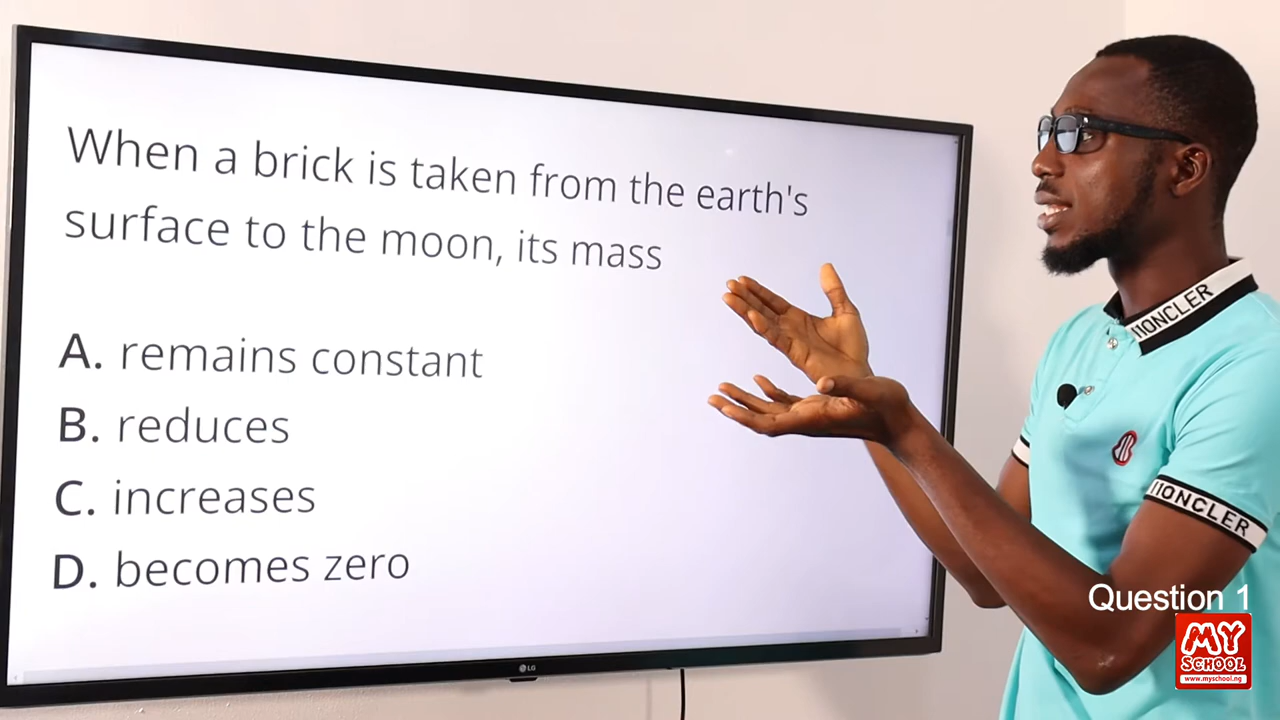 When a brick is taken from the earth's
surface to the moon, its mass
A. remains constant
B. reduces
C. increases
D. becomes zero
LG
MONCLER
MONCLER
Question 1
MY
SCHOOL
www.myschool.ng